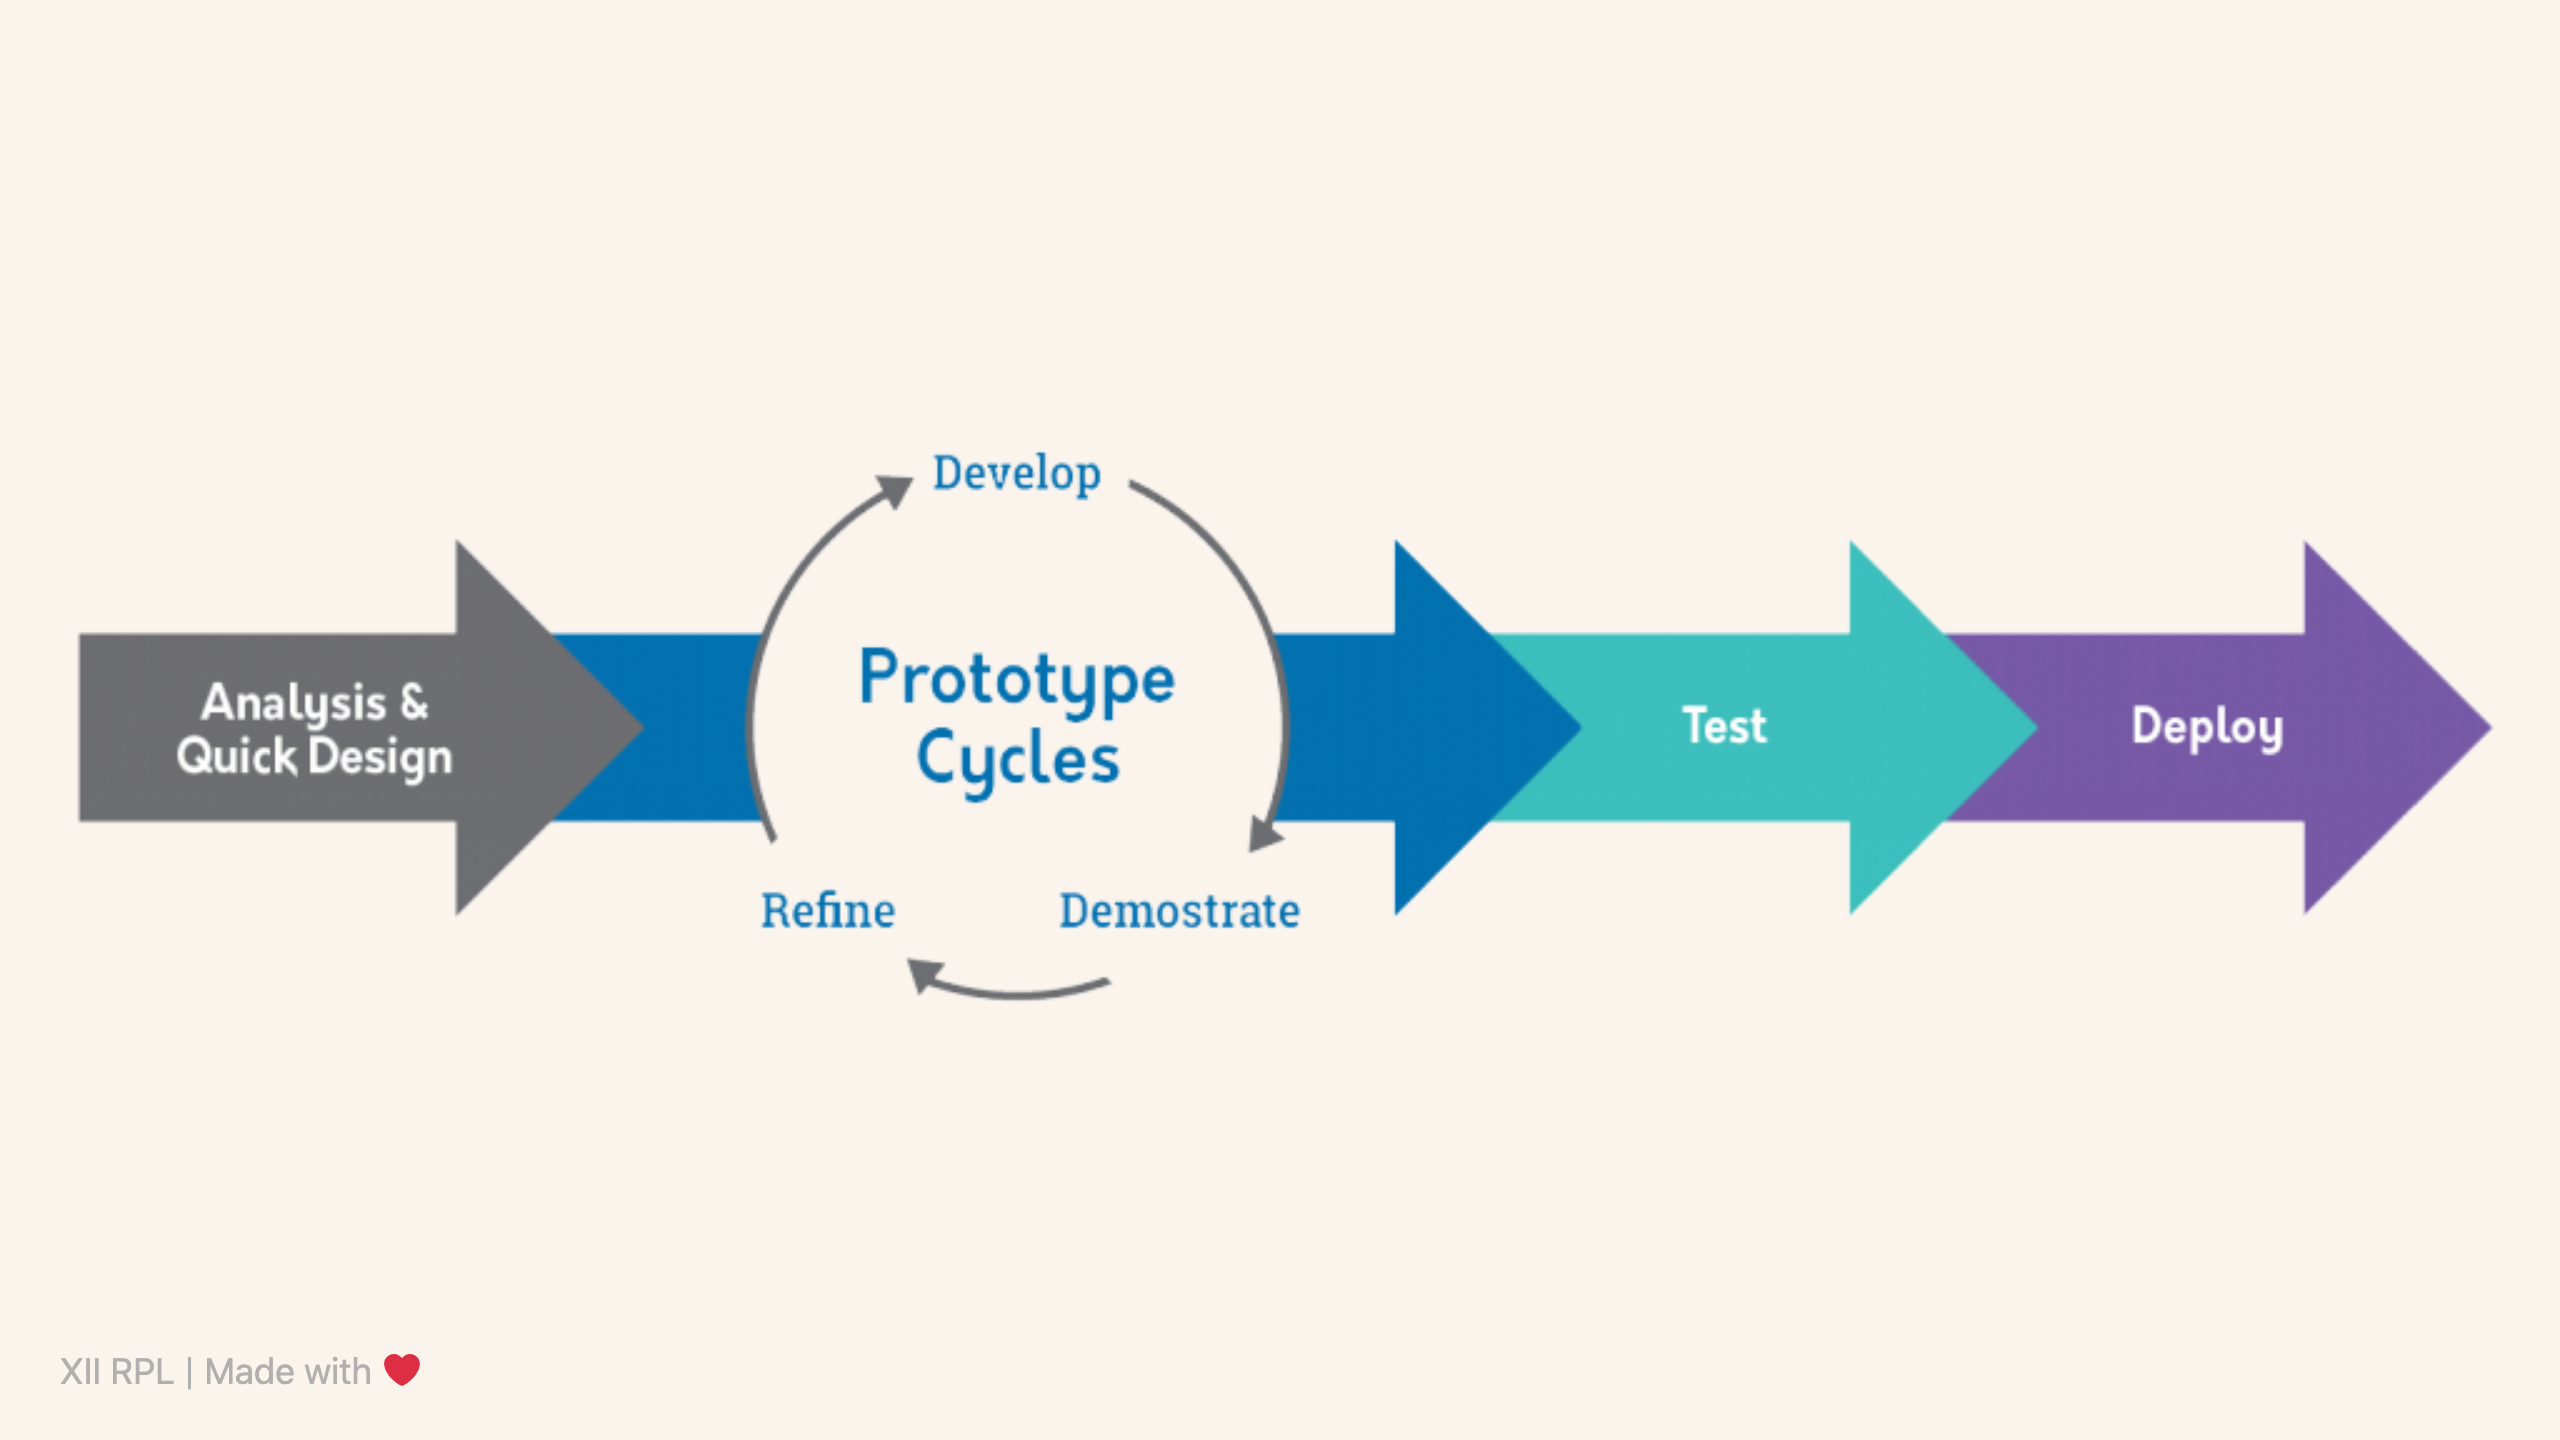 Analysis &
Quick Design
Develop
Prototype
Cycles
Refine
Demostrate
Test
Deploy
XII RPL | Made with ❤️